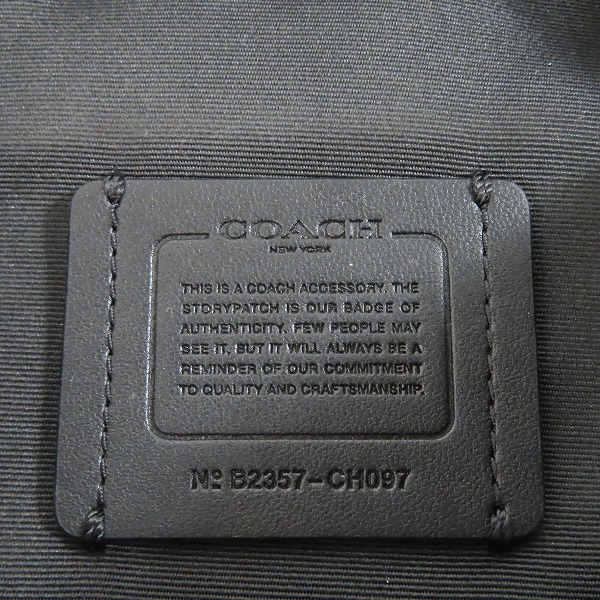 COACH
NEW YORK
THIS IS A COACH ACCESSORY. THE
STORYPATCH IS OUR BADGE OF
AUTHENTICITY. FEW PEOPLE MAY
SEE IT, BUT IT WILL ALWAYS BE A
REMINDER OF OUR COMMITMENT
TO QUALITY AND CRAFTSMANSHIP.
№ B2357-CH097